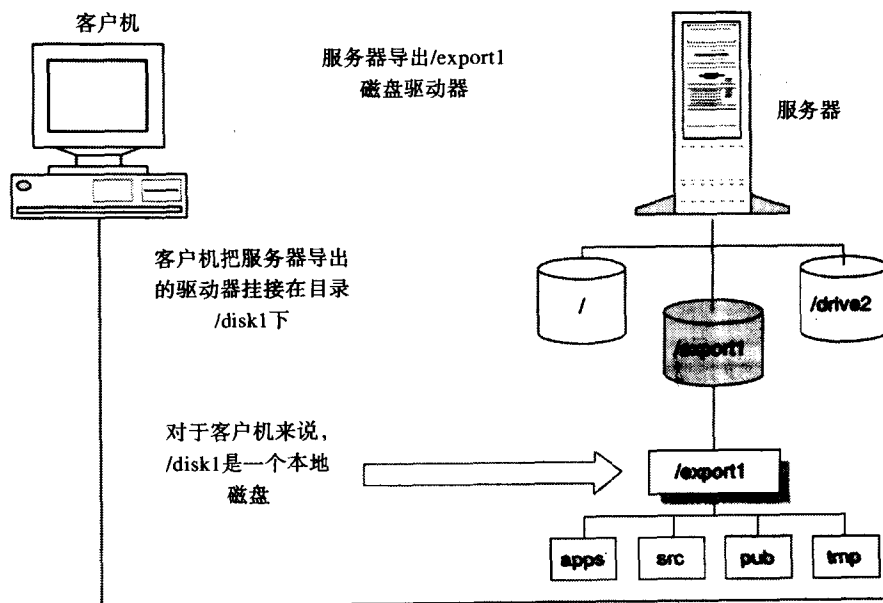 客户机
服务器导出/export1
磁盘驱动器
服务器
客户机把服务器导出
的驱动器挂接在目录
/disk1下
/
/export1
/drive2
对于客户机来说，
/disk1是一个本地
磁盘
/export1
apps
src
pub
tmp